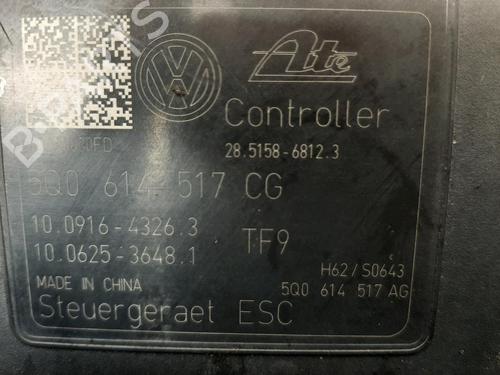 Ate
Controller
28.5158-6812.3
5Q0 614 517 CG
10.0916-4326.3
10.0625-3648.1
TF9
H62/S0643
MADE IN CHINA
5Q0 614 517 AG
Steuergeraet ESC